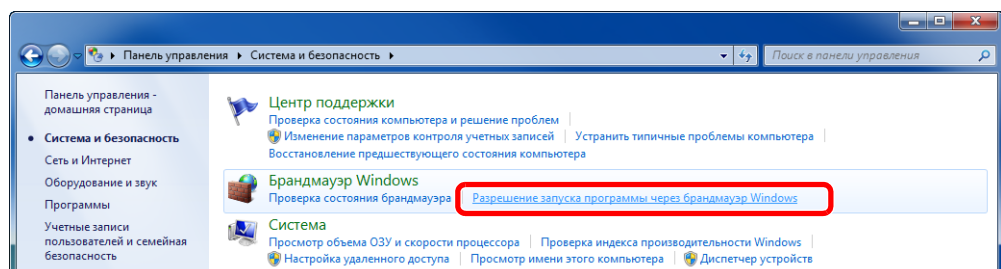 Панель управления ▸ Система и безопасность ▸
Поиск в панели управления
Панель управления -
домашняя страница
Система и безопасность
Сеть и Интернет
Оборудование и звук
Программы
Учетные записи
пользователей и семейная
безопасность
Центр поддержки
Проверка состояния компьютера и решение проблем
Изменение параметров контроля учетных записей
Устранить типичные проблемы компьютера
Восстановление предшествующего состояния компьютера
Брандмауэр Windows
Проверка состояния брандмауэра
Разрешение запуска программы через брандмауэр Windows
Система
Просмотр объема ОЗУ и скорости процессора
Проверка индекса производительности Windows
Настройка удаленного доступа
Просмотр имени этого компьютера
Диспетчер устройств